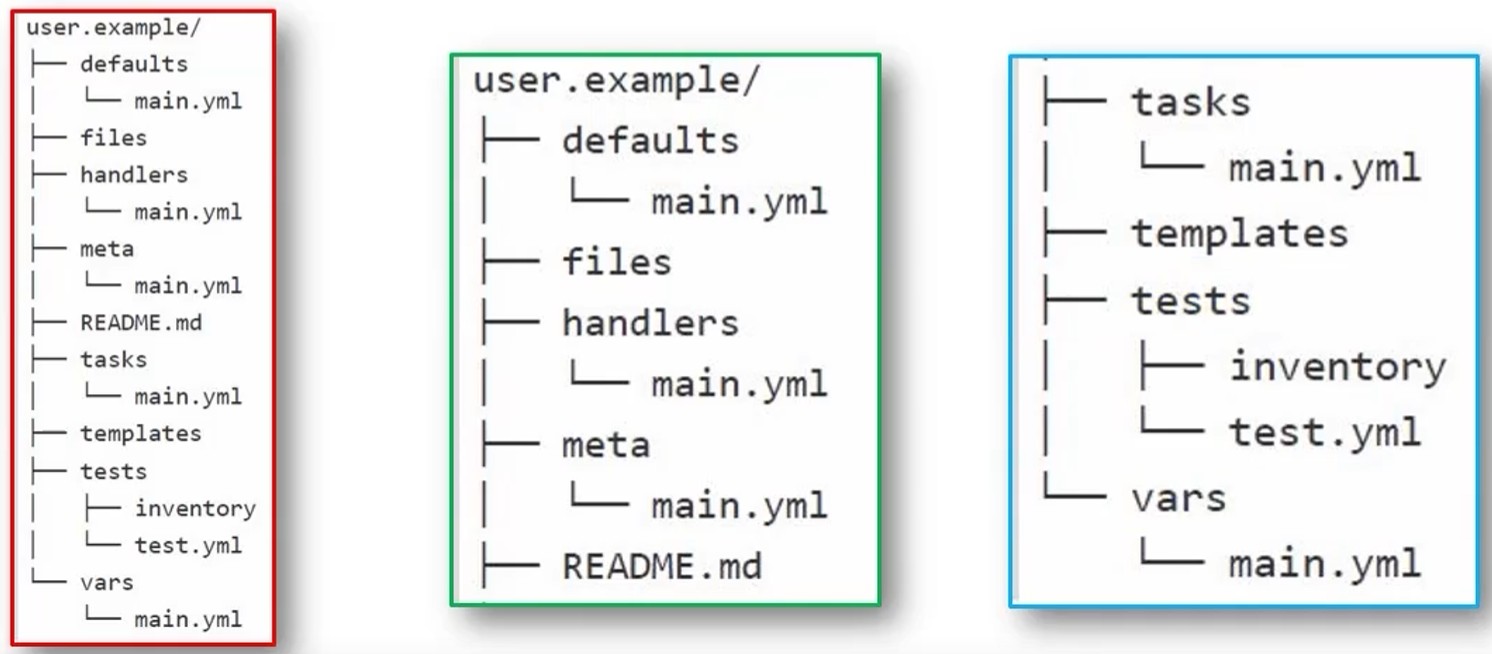 user.example/
├── defaults
│   └── main.yml
├── files
├── handlers
│   └── main.yml
├── meta
│   └── main.yml
├── README.md
├── tasks
│   └── main.yml
├── templates
├── tests
│   ├── inventory
│   └── test.yml
└── vars
    └── main.yml
user.example/
├── defaults
│   └── main.yml
├── files
├── handlers
│   └── main.yml
├── meta
│   └── main.yml
├── README.md
├── tasks
│   └── main.yml
├── templates
├── tests
│   ├── inventory
│   └── test.yml
└── vars
    └── main.yml